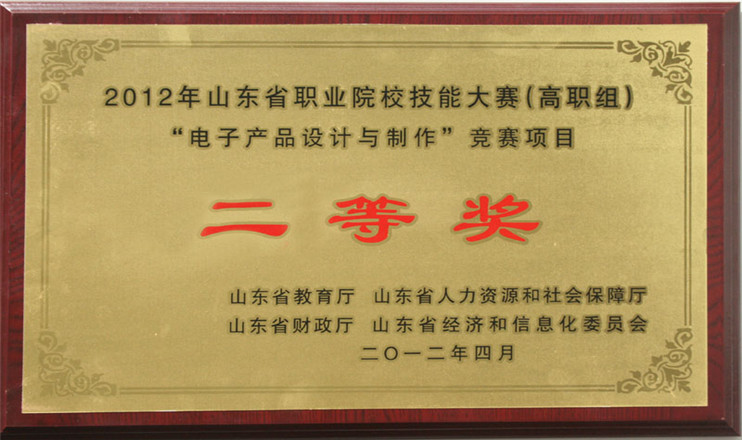 2012年山东省职业院校技能大赛(高职组)
“电子产品设计与制作”竞赛项目
二等奖
山东省教育厅 山东省人力资源和社会保障厅
山东省财政厅 山东省经济和信息化委员会
二〇一二年四月